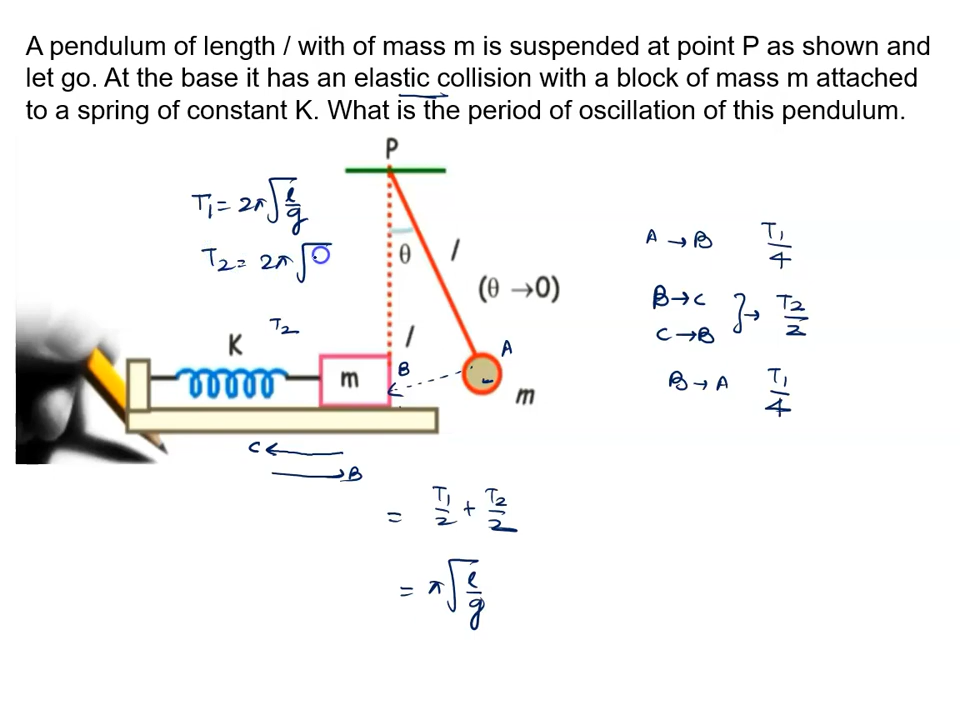 A pendulum of length l with of mass m is suspended at point P as shown and
let go. At the base it has an elastic collision with a block of mass m attached
to a spring of constant K. What is the period of oscillation of this pendulum.
P
T₁ = 2π√(l/g)
T₂ = 2π√
θ
l
(θ →0)
A → B T₁/4
B → C
C → B } → T₂/2
B → A T₁/4
T₂
K
l
B
A
m
m
C ←
→ B
= T₁/2 + T₂/2
= π√(l/g)